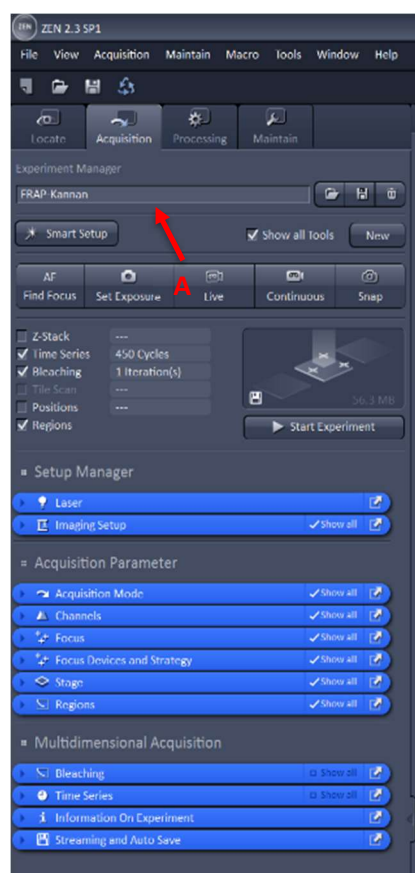 ZEN ZEN 2.3 SP1
File View Acquisition Maintain Macro Tools Window Help
Locate Acquisition Processing Maintain
Experiment Manager
FRAP-Kannan
Smart Setup Show all Tools New
AF
Find Focus Set Exposure A Live Continuous Snap
Z-Stack ---
Time Series 450 Cycles
Bleaching 1 Iteration(s)
Tile Scan ---
56.3 MB
Positions ---
Regions Start Experiment
Setup Manager
Laser
Imaging Setup Show all
Acquisition Parameter
Acquisition Mode Show all
Channels Show all
Focus Show all
Focus Devices and Strategy Show all
Stage Show all
Regions Show all
Multidimensional Acquisition
Bleaching Show all
Time Series Show all
Information On Experiment
Streaming and Auto Save